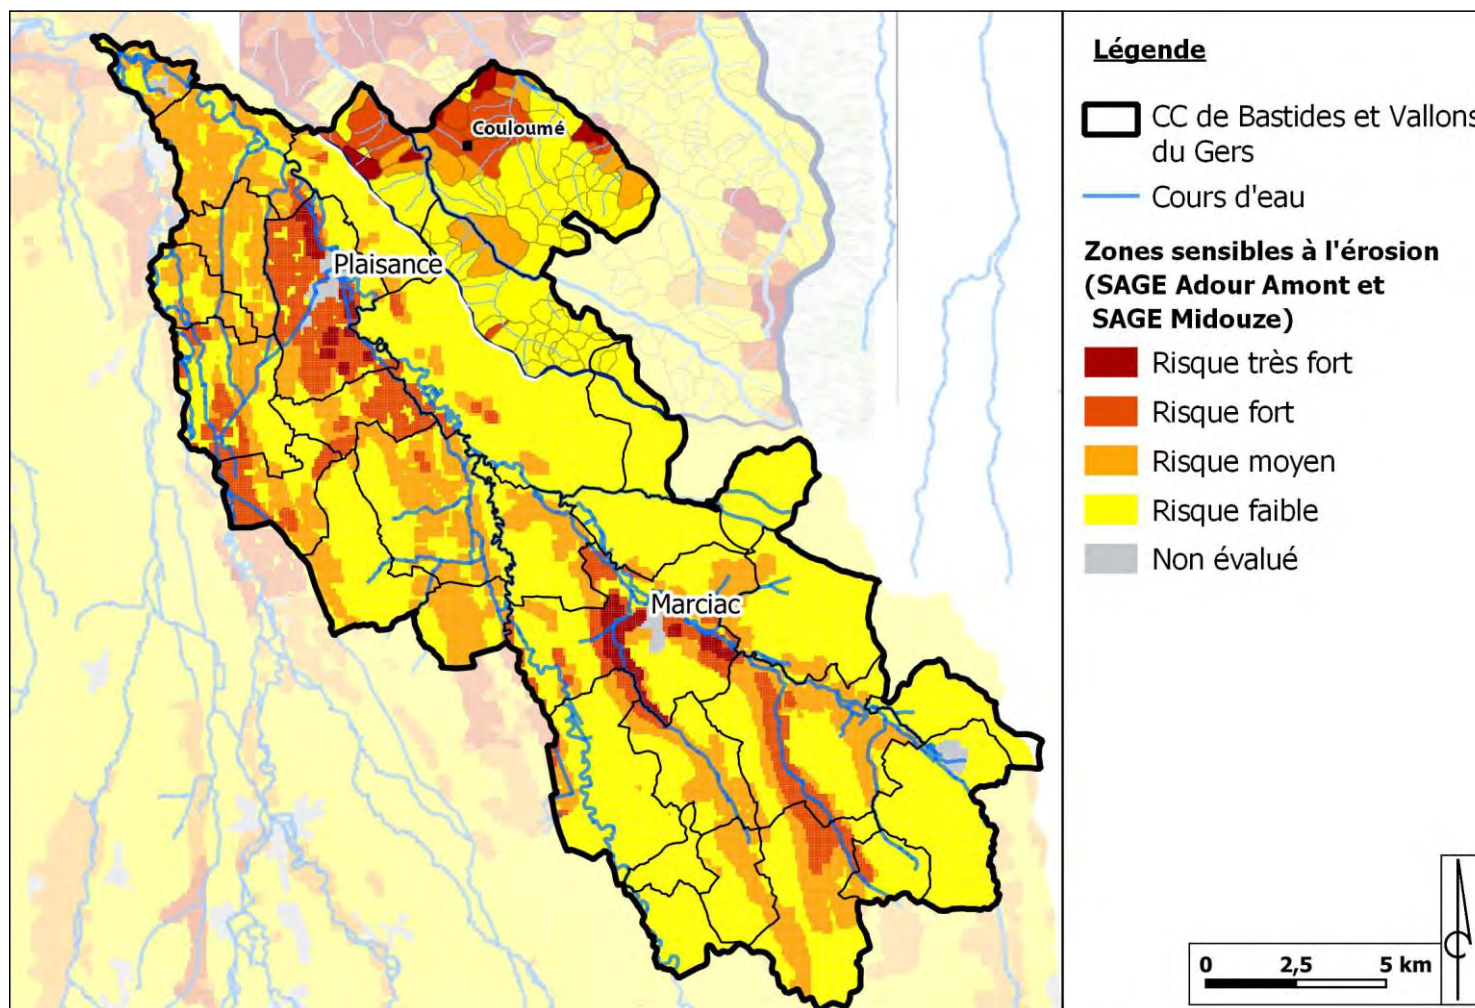 Couloumé
Plaisance
Marciac
Légende
CC de Bastides et Vallons
du Gers
Cours d'eau
Zones sensibles à l'érosion
(SAGE Adour Amont et
SAGE Midouze)
Risque très fort
Risque fort
Risque moyen
Risque faible
Non évalué
0 2,5 5 km